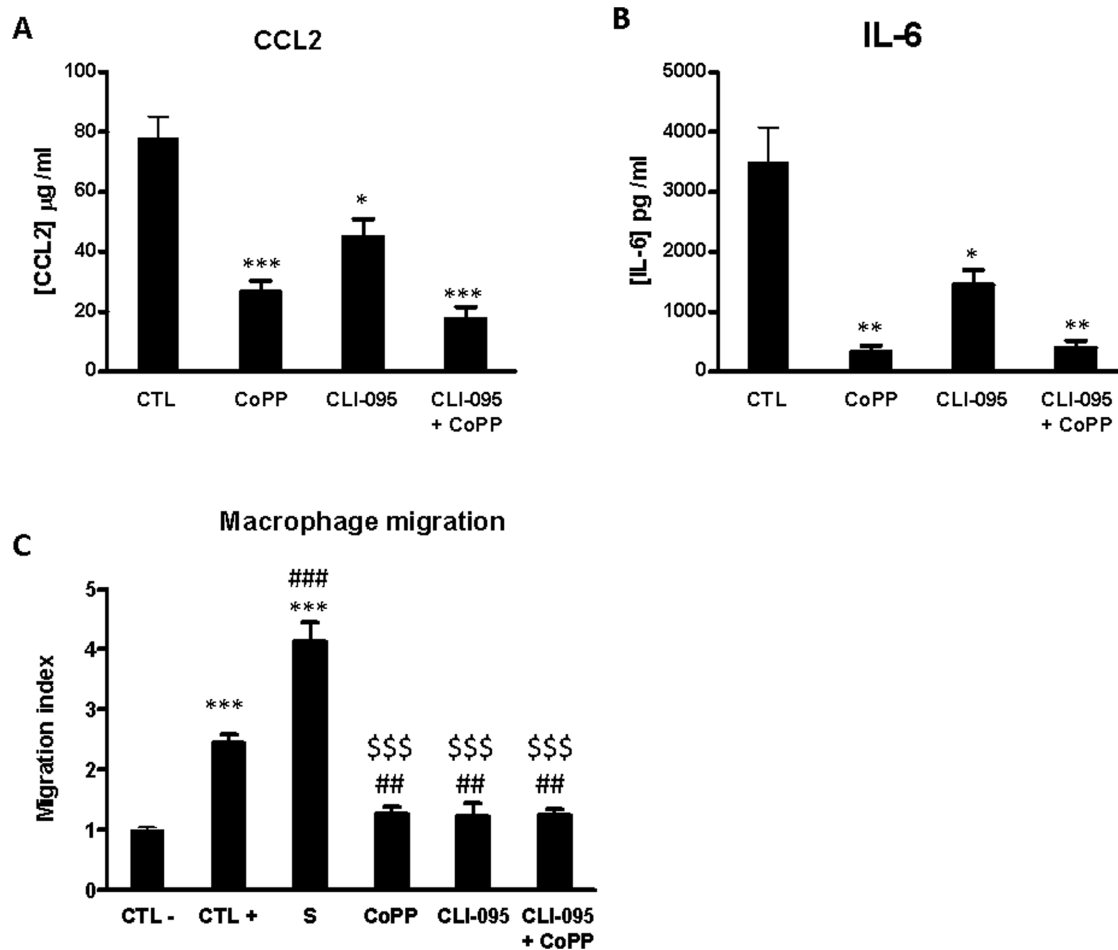 A
CCL2
[CCL2] µg /ml
100
80
60
40
20
0
***
*
***
CTL
CoPP
CLI-095
CLI-095
+ CoPP
B
IL-6
[IL-6] pg /ml
5000
4000
3000
2000
1000
0
**
*
**
CTL
CoPP
CLI-095
CLI-095
+ CoPP
C
Macrophage migration
Migration index
5
4
3
2
1
0
***
###
***
$$$
##
$$$
##
$$$
##
CTL -
CTL +
S
CoPP
CLI-095
CLI-095
+ CoPP